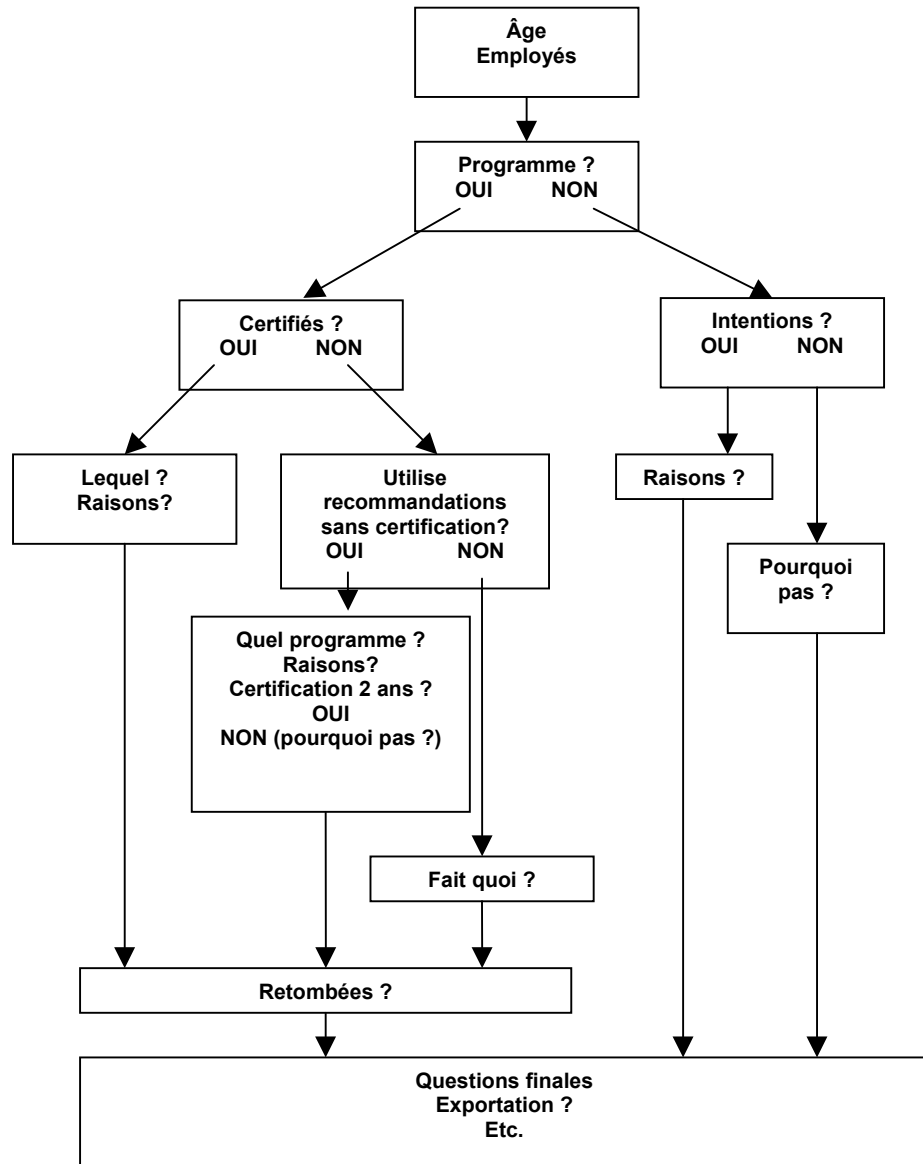 Âge
Employés
Programme ?
OUI NON
Certifiés ?
OUI NON
Intentions ?
OUI NON
Lequel ?
Raisons?
Utilise
recommandations
sans certification?
OUI NON
Raisons ?
Pourquoi
pas ?
Quel programme ?
Raisons?
Certification 2 ans ?
OUI
NON (pourquoi pas ?)
Fait quoi ?
Retombées ?
Questions finales
Exportation ?
Etc.